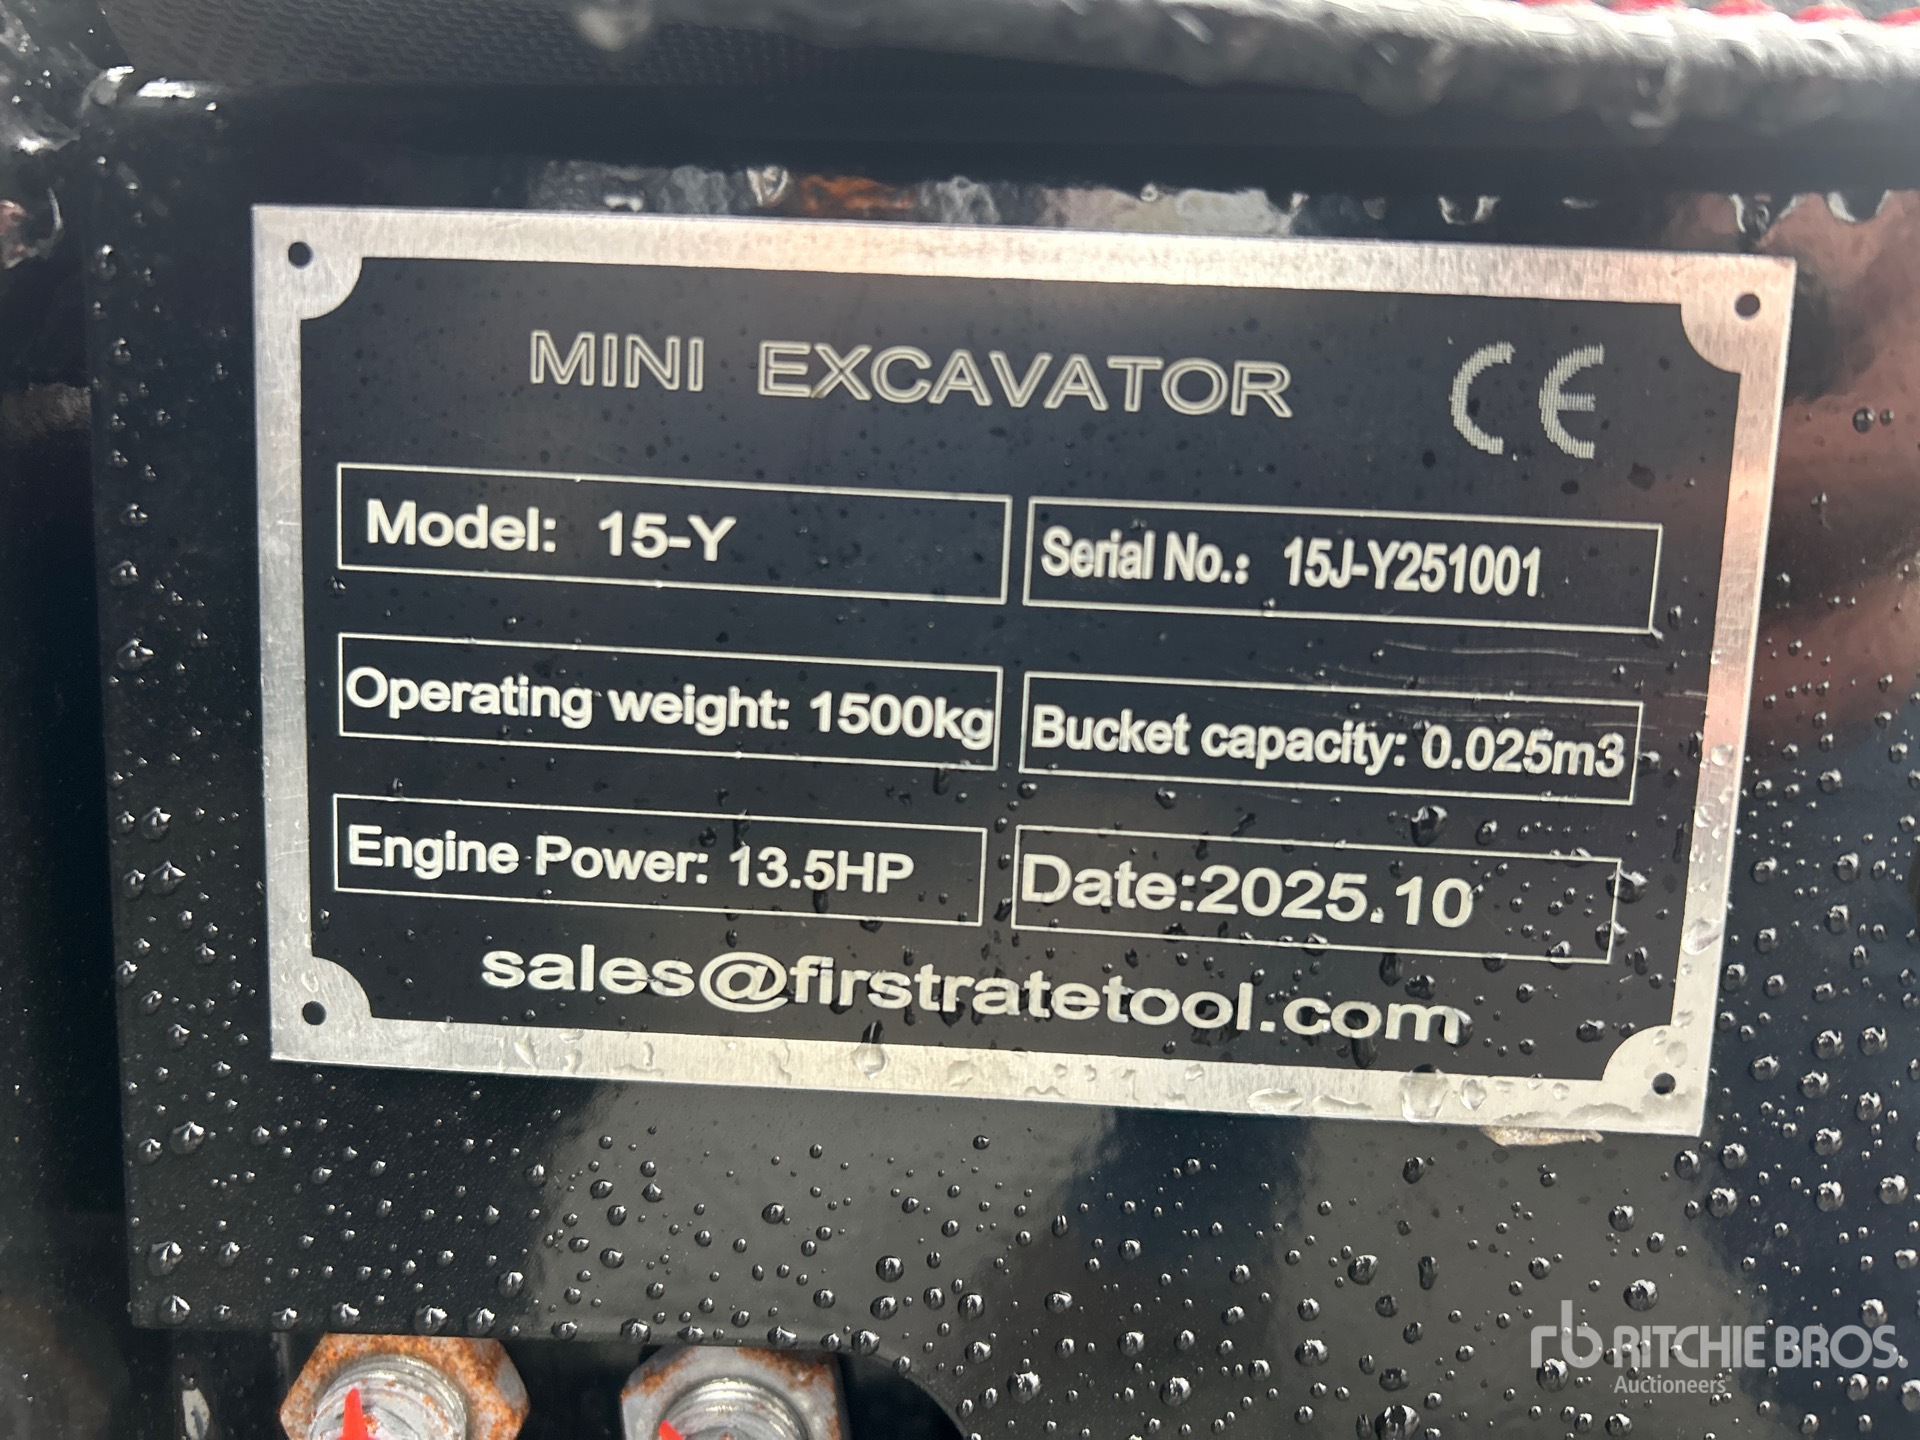 MINI EXCAVATOR CE
Model: 15-Y
Serial No.: 15J-Y251001
Operating weight: 1500kg
Bucket capacity: 0.025m3
Engine Power: 13.5HP
Date:2025.10
sales@firstratetool.com
rb RITCHIE BROS.
Auctioneers